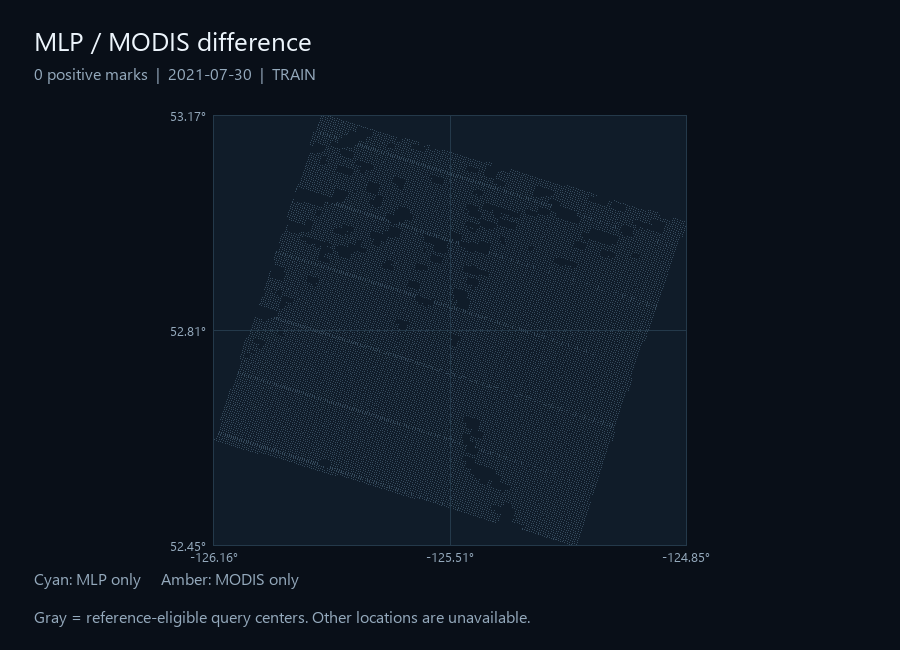 MLP / MODIS difference
0 positive marks | 2021-07-30 | TRAIN
53.17°
52.81°
52.45°
-126.16° -125.51° -124.85°
Cyan: MLP only Amber: MODIS only
Gray = reference-eligible query centers. Other locations are unavailable.